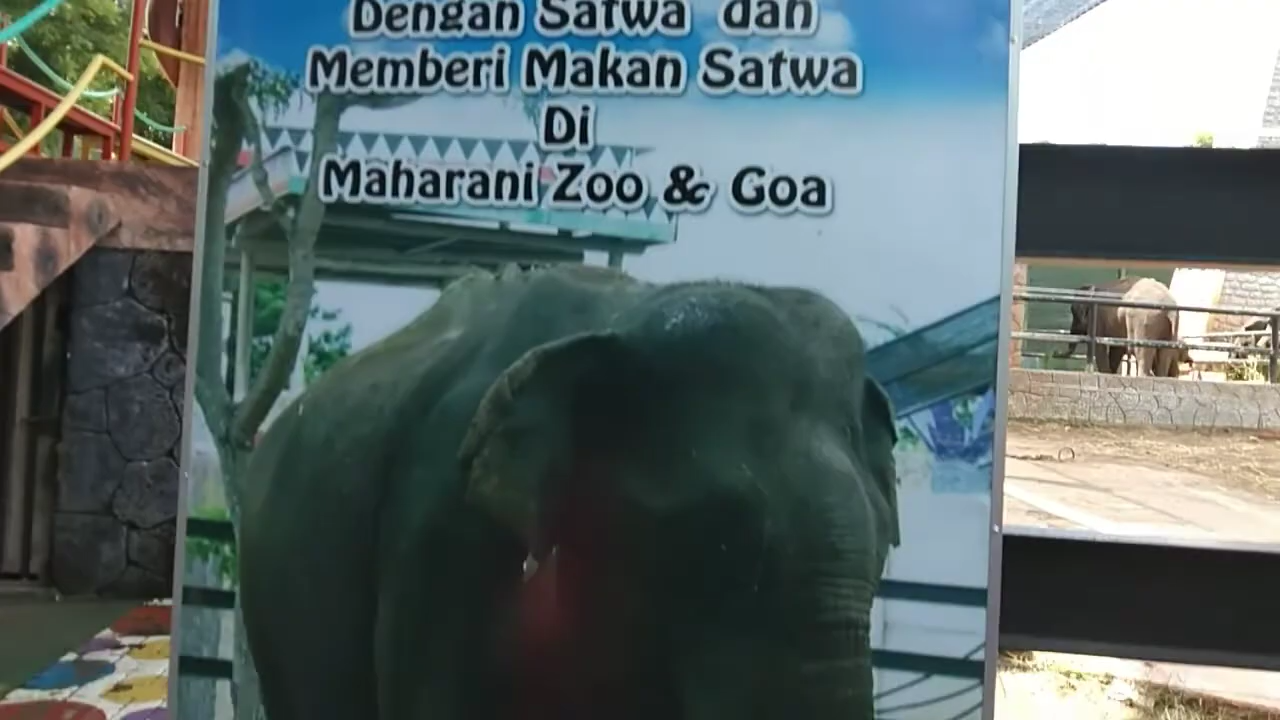 Dengan Satwa dan
Memberi Makan Satwa
Di
Maharani Zoo & Goa